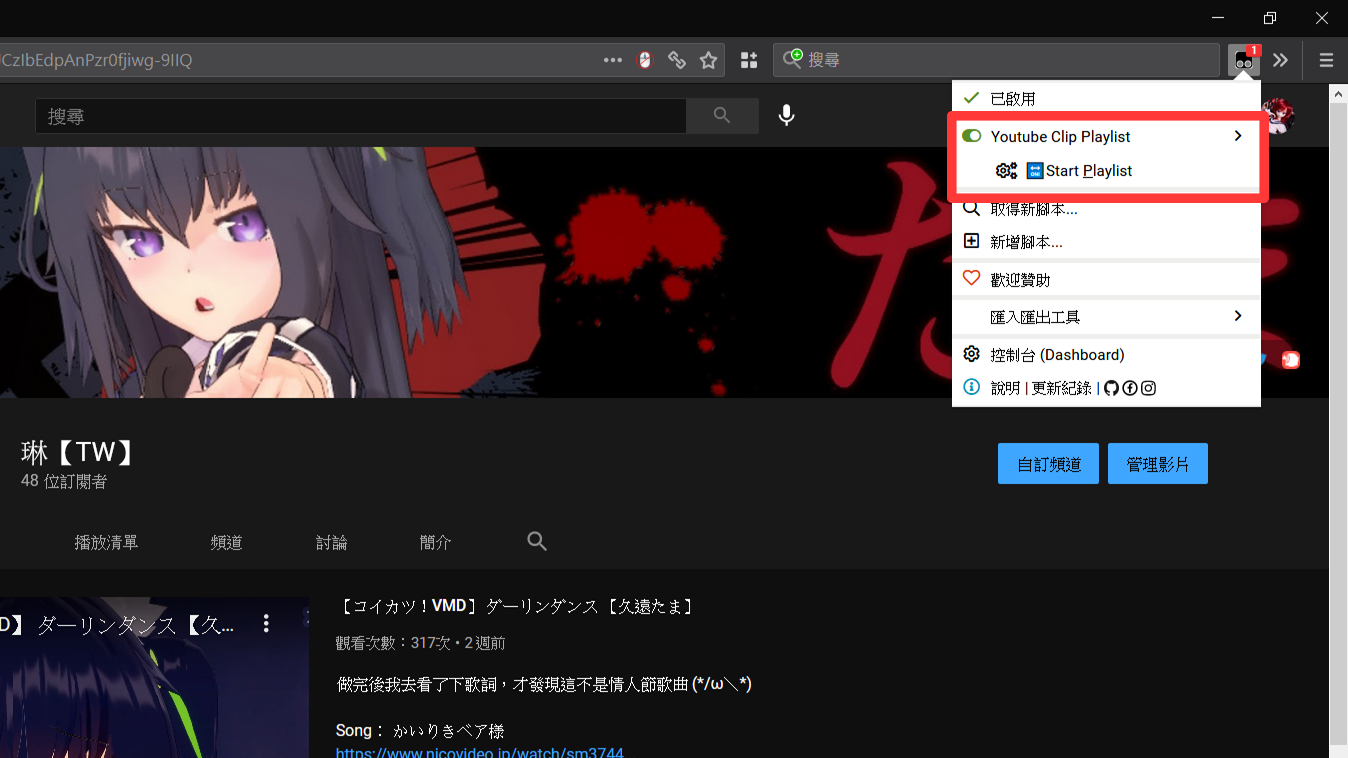 CzIbEdpAnPzr0fjiwg-9IIQ
搜尋
1
搜尋
已啟用
Youtube Clip Playlist
Start Playlist
取得新腳本...
新增腳本...
歡迎贊助
匯入匯出工具
控制台 (Dashboard)
說明 | 更新紀錄 |
た
琳【TW】
48 位訂閱者
自訂頻道
管理影片
播放清單
頻道
討論
簡介
D】 ダーリンダンス 【久...
【コイカツ！VMD】 ダーリンダンス 【久遠たま】
觀看次數：317次 • 2 週前
做完後我去看了下歌詞，才發現這不是情人節歌曲 (*/ω＼*)
Song： かいりきベア様
https://www.nicovideo.jp/watch/sm3744